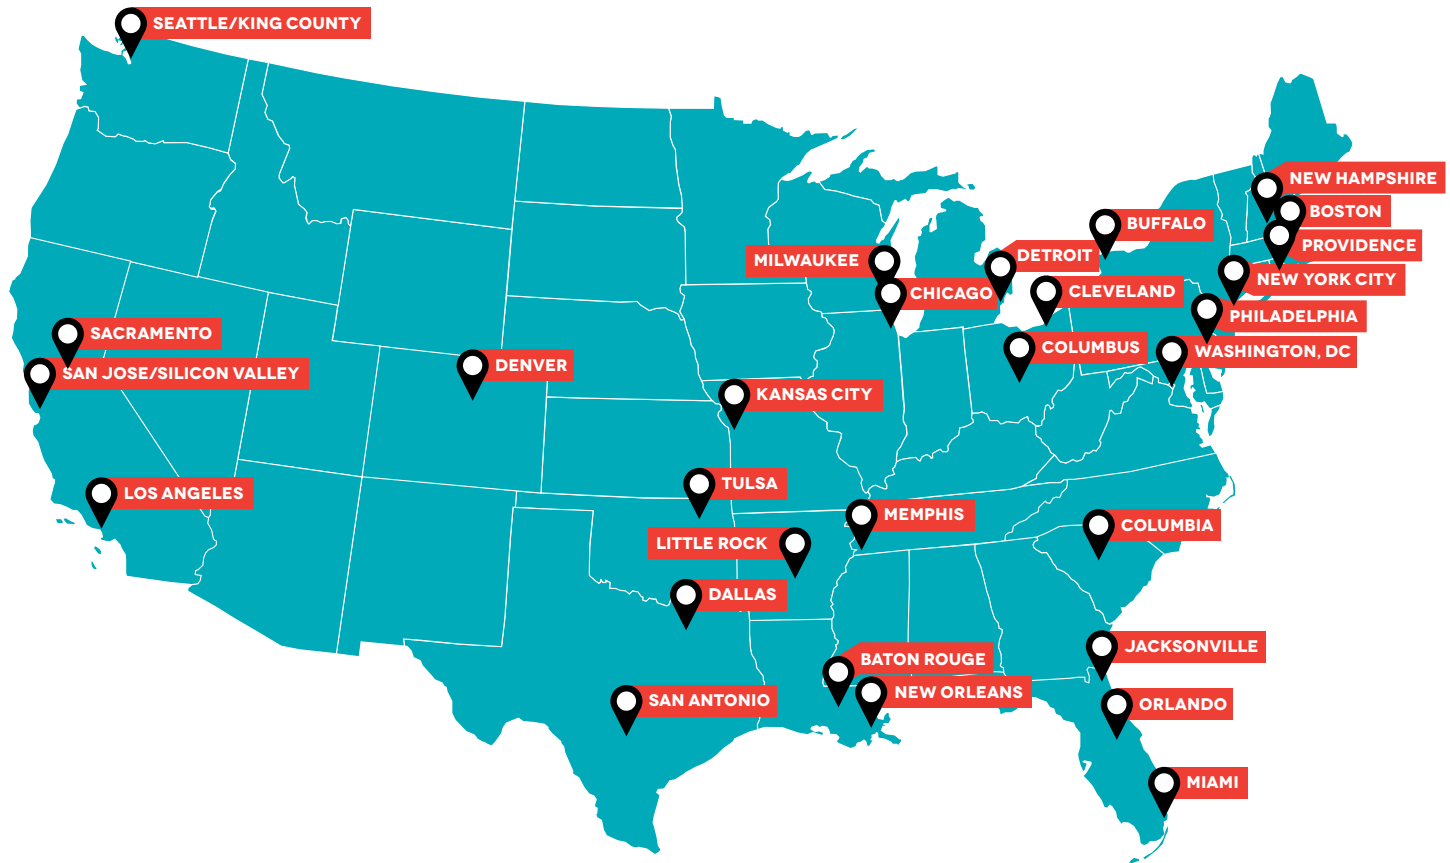 SEATTLE/KING COUNTY
NEW HAMPSHIRE
BOSTON
BUFFALO
PROVIDENCE
DETROIT
MILWAUKEE
NEW YORK CITY
CLEVELAND
CHICAGO
PHILADELPHIA
SACRAMENTO
COLUMBUS
WASHINGTON, DC
DENVER
SAN JOSE/SILICON VALLEY
KANSAS CITY
TULSA
LOS ANGELES
MEMPHIS
COLUMBIA
LITTLE ROCK
DALLAS
JACKSONVILLE
BATON ROUGE
NEW ORLEANS
SAN ANTONIO
ORLANDO
MIAMI